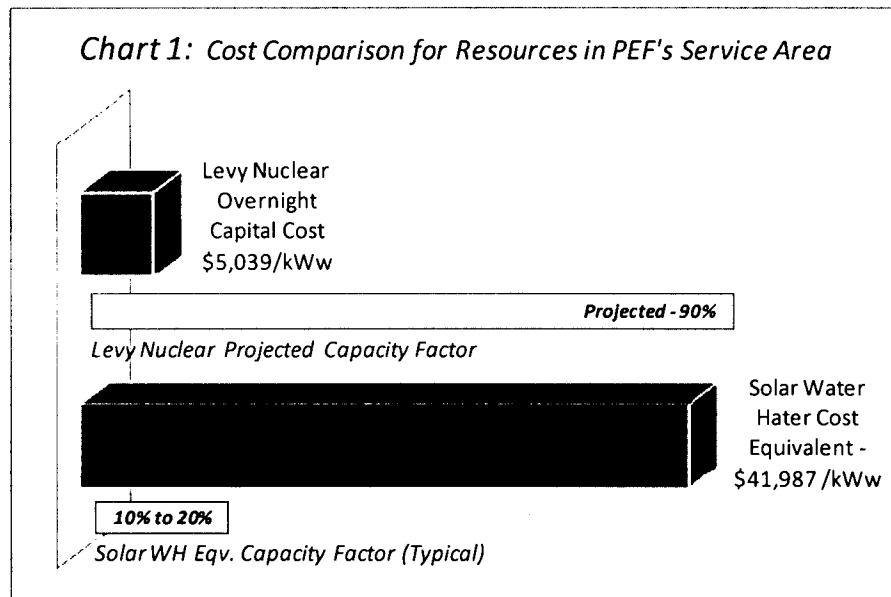 Chart 1: Cost Comparison for Resources in PEF's Service Area
Levy Nuclear
Overnight
Capital Cost
$5,039/kWw
Projected - 90%
Levy Nuclear Projected Capacity Factor
Solar Water
Hater Cost
Equivalent -
$41,987 /kWw
10% to 20%
Solar WH Eqv. Capacity Factor (Typical)